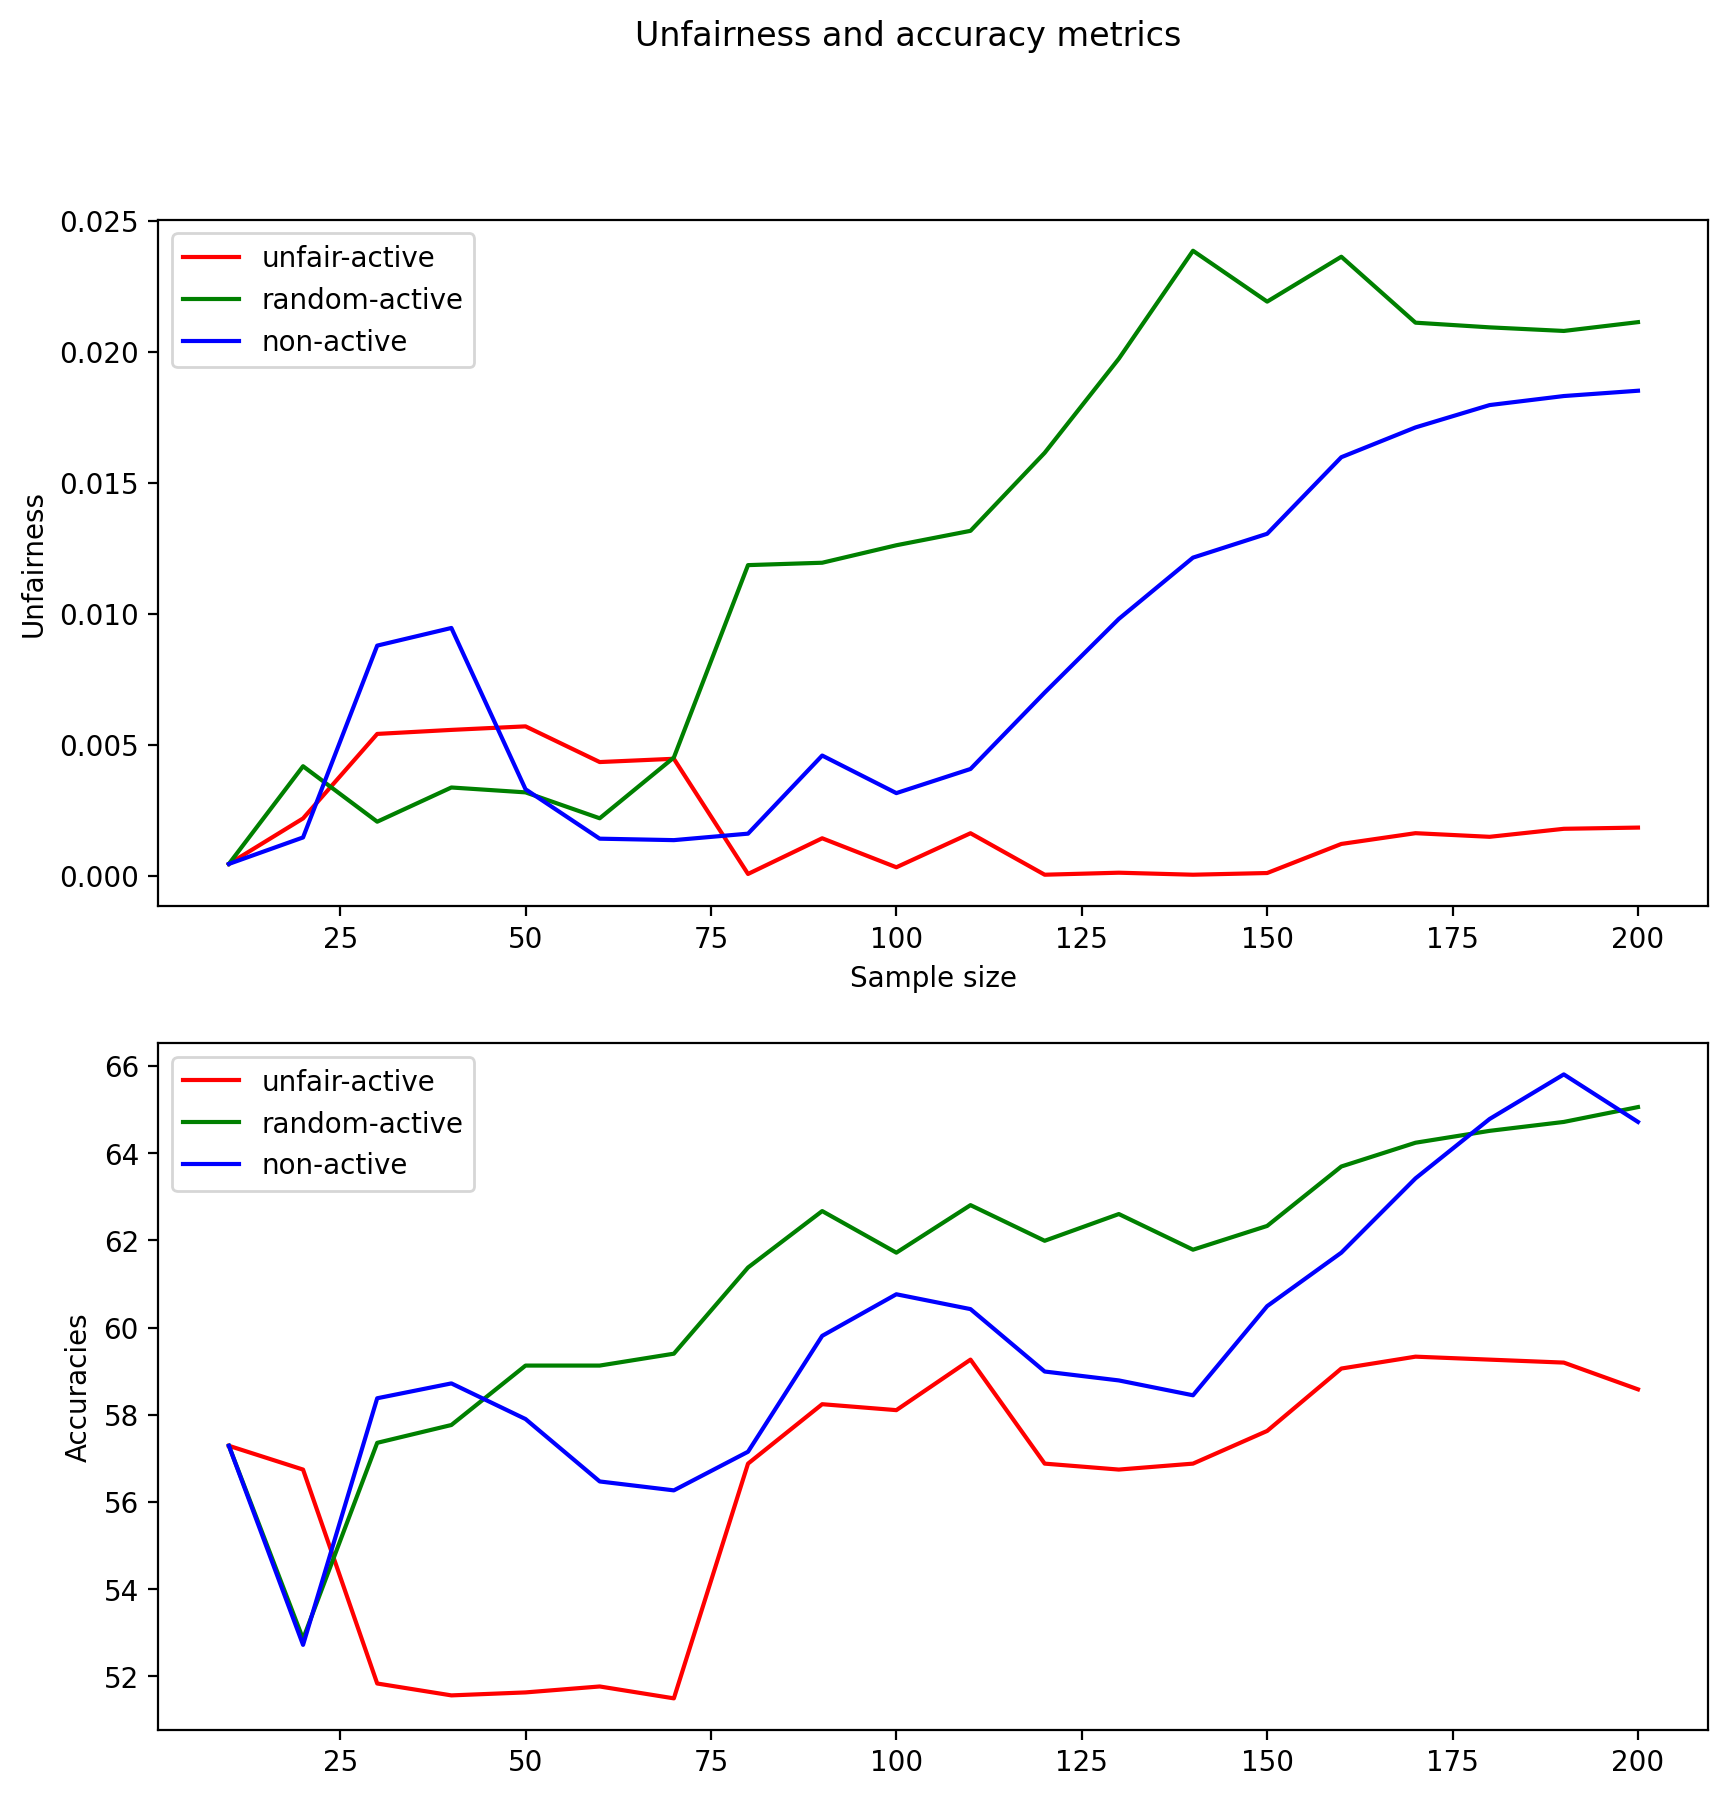 Unfairness and accuracy metrics
0.025
0.020
0.015
0.010
0.005
0.000
Unfairness
unfair-active
random-active
non-active
25 50 75 100 125 150 175 200
Sample size
66
64
62
60
58
56
54
52
Accuracies
unfair-active
random-active
non-active
25 50 75 100 125 150 175 200